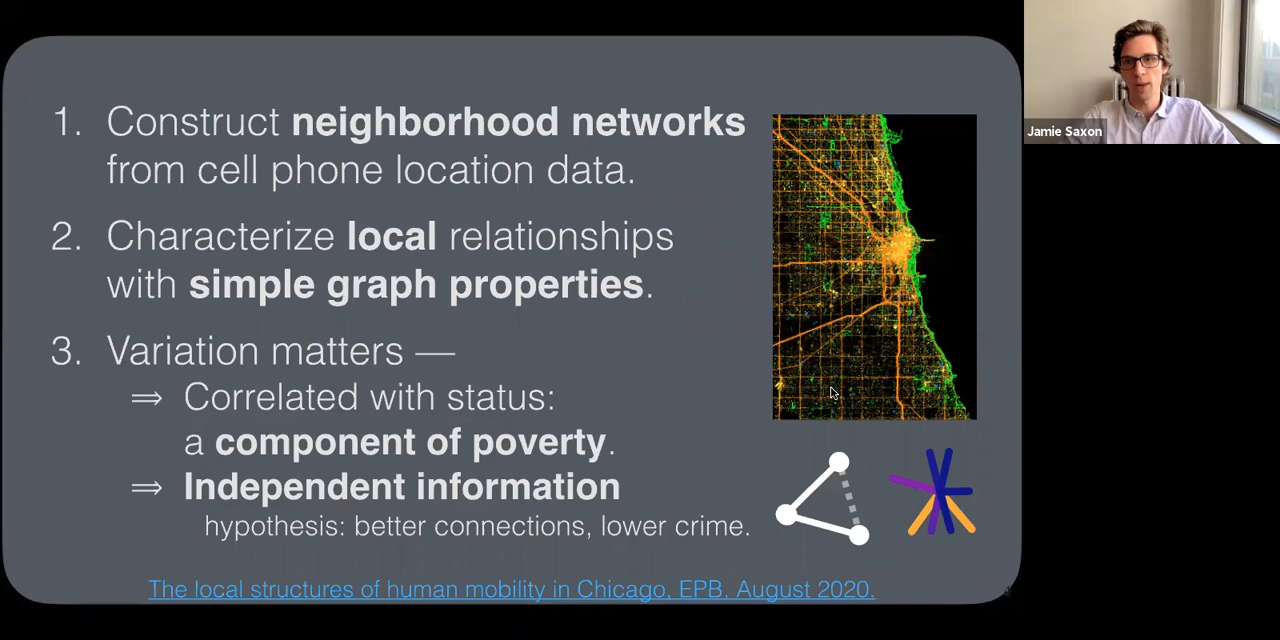 1. Construct neighborhood networks
from cell phone location data.
2. Characterize local relationships
with simple graph properties.
3. Variation matters —
⇒ Correlated with status:
a component of poverty.
⇒ Independent information
hypothesis: better connections, lower crime.
The local structures of human mobility in Chicago, EPB, August 2020.
Jamie Saxon